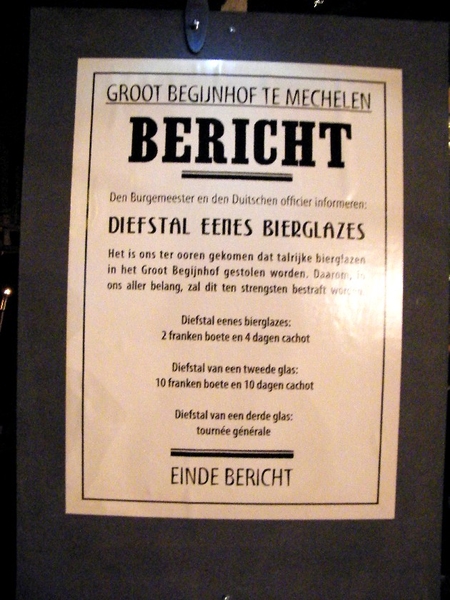 GROOT BEGIJNHOF TE MECHELEN
BERICHT
Den Burgemeester en den Duitschen officier informeren:
DIEFSTAL EENES BIERGLAZES
Het is ons ter ooren gekomen dat talrijke bierglazen
in het Groot Begijnhof gestolen worden. Daarom, in
ons aller belang, zal dit ten strengsten bestraft worden.
Diefstal eenes bierglazes:
2 franken boete en 4 dagen cachot
Diefstal van een tweede glas:
10 franken boete en 10 dagen cachot
Diefstal van een derde glas:
tournée générale
EINDE BERICHT